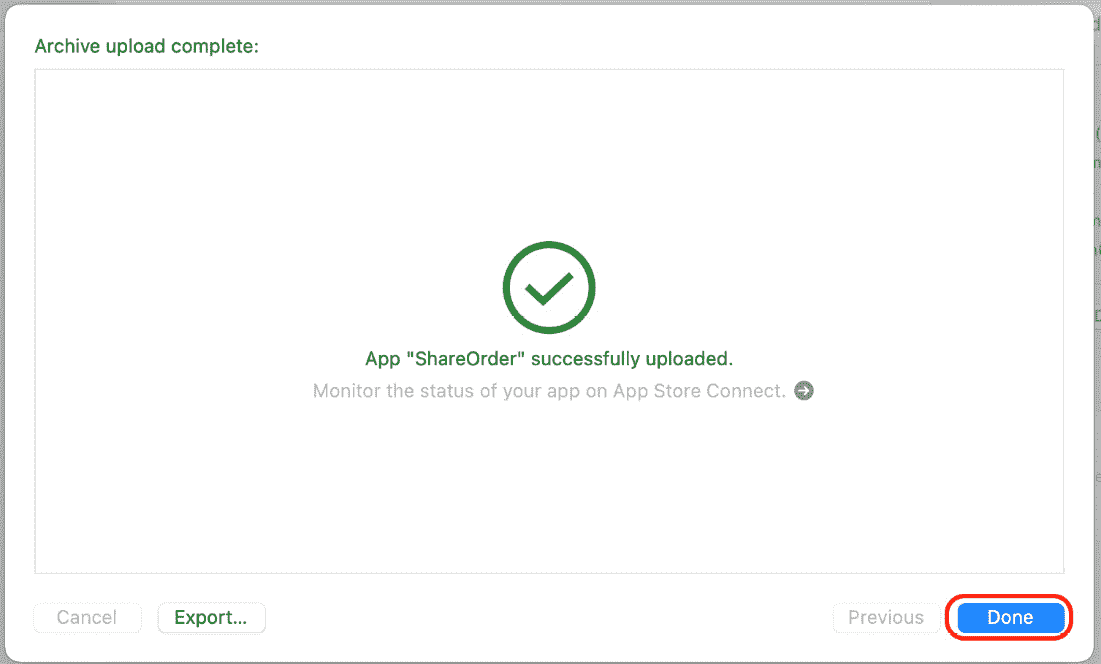 Archive upload complete:
App "ShareOrder" successfully uploaded.
Monitor the status of your app on App Store Connect.
Cancel
Export...
Previous
Done